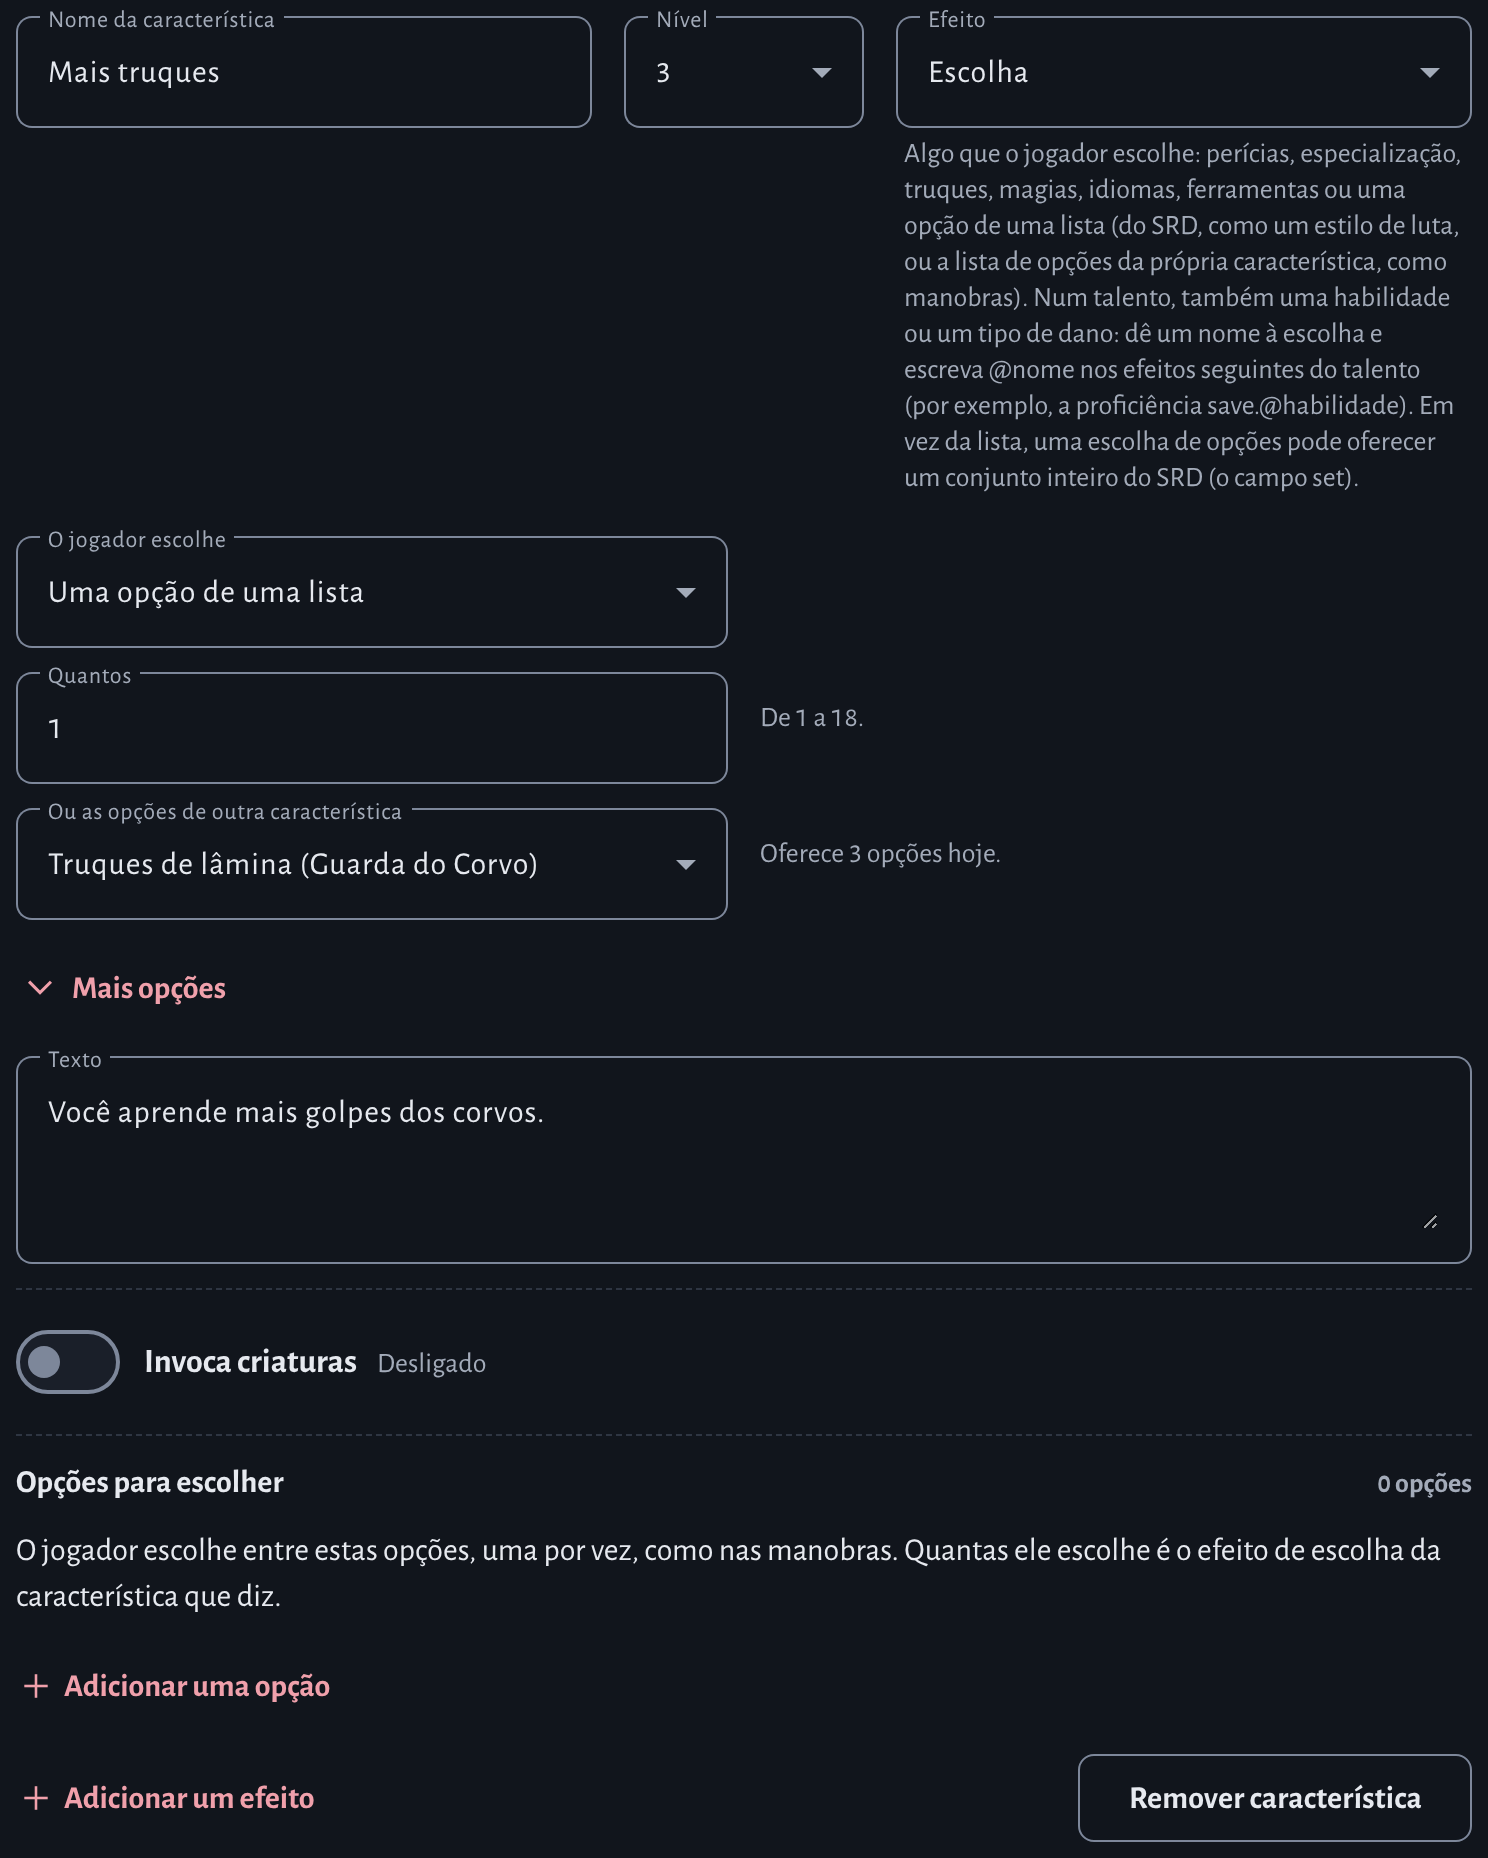 Nome da característica
Mais truques
Nível
3
Efeito
Escolha
Algo que o jogador escolhe: perícias, especialização,
truques, magias, idiomas, ferramentas ou uma
opção de uma lista (do SRD, como um estilo de luta,
ou a lista de opções da própria característica, como
manobras). Num talento, também uma habilidade
ou um tipo de dano: dê um nome à escolha e
escreva @nome nos efeitos seguintes do talento
(por exemplo, a proficiência save.@habilidade). Em
vez da lista, uma escolha de opções pode oferecer
um conjunto inteiro do SRD (o campo set).
O jogador escolhe
Uma opção de uma lista
Quantos
1
De 1 a 18.
Ou as opções de outra característica
Truques de lâmina (Guarda do Corvo)
Oferece 3 opções hoje.
Mais opções
Texto
Você aprende mais golpes dos corvos.
Invoca criaturas Desligado
Opções para escolher
0 opções
O jogador escolhe entre estas opções, uma por vez, como nas manobras. Quantas ele escolhe é o efeito de escolha da
característica que diz.
+ Adicionar uma opção
+ Adicionar um efeito
Remover característica